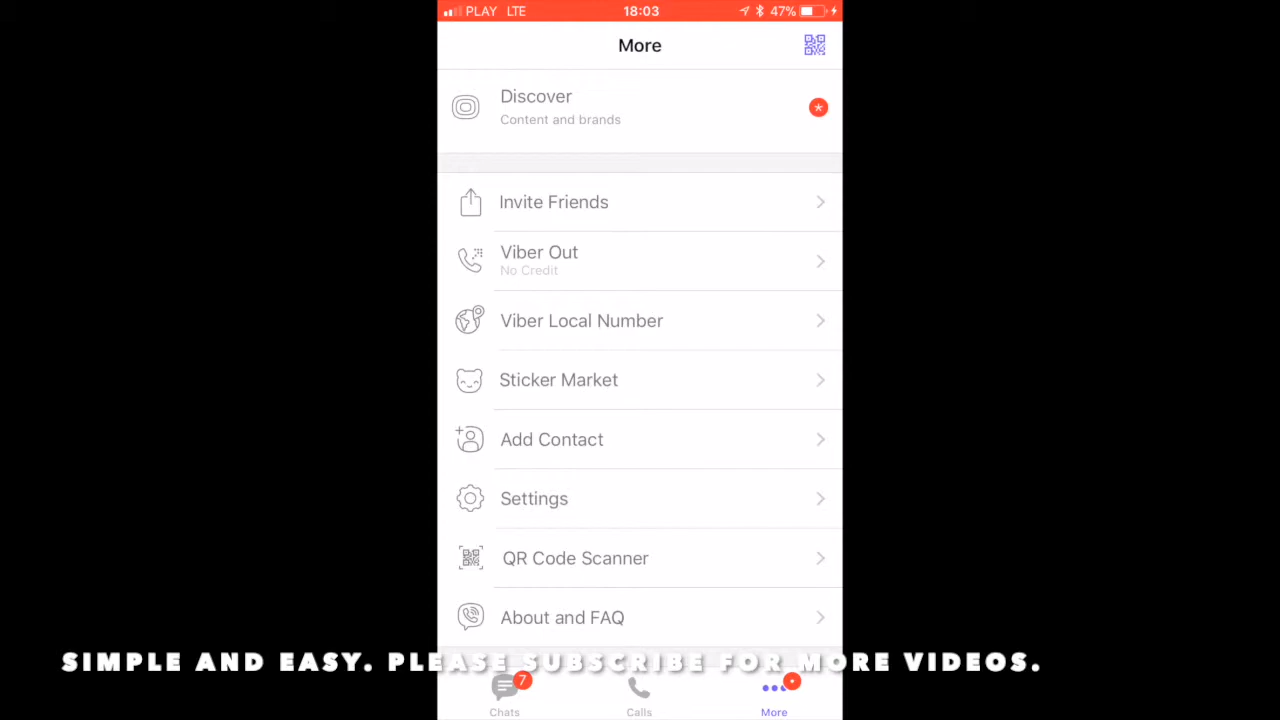 PLAY LTE 18:03 47%
More
Discover
Content and brands
Invite Friends
Viber Out
No Credit
Viber Local Number
Sticker Market
Add Contact
Settings
QR Code Scanner
About and FAQ
SIMPLE AND EASY. PLEASE SUBSCRIBE FOR MORE VIDEOS.
7
Chats Calls More